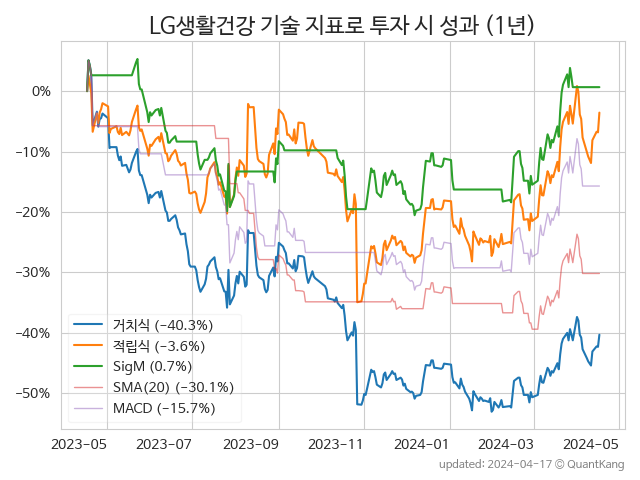 LG생활건강 기술 지표로 투자 시 성과 (1년)
0%
−10%
−20%
−30%
−40%
−50%
거치식 (−40.3%)
적립식 (−3.6%)
SigM (0.7%)
SMA(20) (−30.1%)
MACD (−15.7%)
2023-05 2023-07 2023-09 2023-11 2024-01 2024-03 2024-05
updated: 2024-04-17 © QuantKang